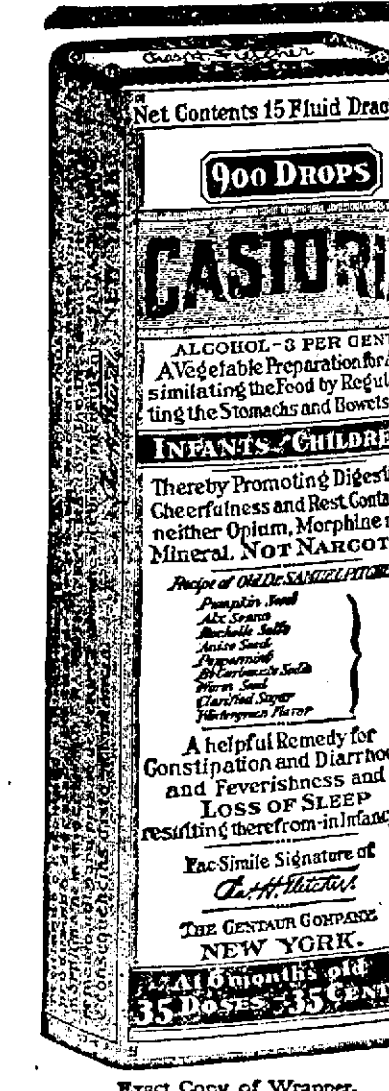 Net Contents 15 Fluid Drac
900 DROPS
CASTORI
ALCOHOL-3 PER CENT
A Vegetable Preparation for
similating the Food by Regul
ting the Stomachs and Bowels
INFANTS CHILDRE
Thereby Promoting Digesti
Cheerfulness and Rest. Conta
neither Opium, Morphine n
Mineral. NOT NARCOT
Recipe of Old Dr. SAMUEL PITCHE
Pumpkin Seed
Alx Senna
Rochelle Salts
Anise Seed
Peppermint
Bi Carbonate Soda
Worm Seed
Clarified Sugar
Wintergreen Flavor
A helpful Remedy for
Constipation and Diarrhoe
and Feverishness and
LOSS OF SLEEP
resulting therefrom-in Infanc
Fac-Simile Signature of
Chas. H. Fletcher.
THE CENTAUR COMPANY.
NEW YORK.
At 6 months old
35 DOSES - 35 CENT
Exact Copy of Wrapper.